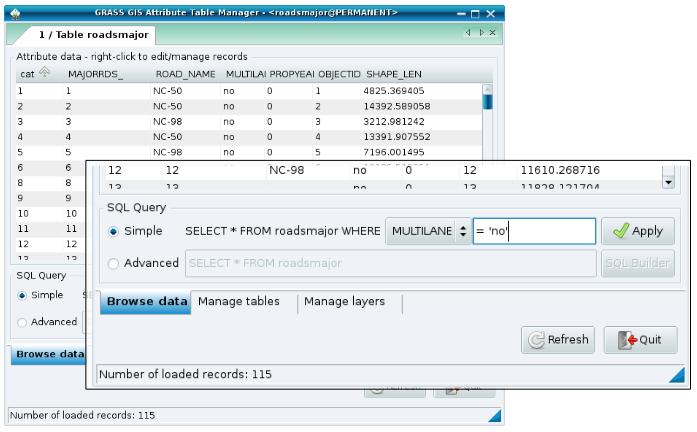 GRASS GIS Attribute Table Manager - <roadsmajor@PERMANENT>
1 / Table roadsmajor
Attribute data - right-click to edit/manage records
cat MAJORRDS_ ROAD_NAME MULTILAI PROPYEAI OBJECTID SHAPE_LEN
1 1 NC-50 no 0 1 4825.369405
2 2 NC-50 no 0 2 14392.589058
3 3 NC-98 no 0 3 3212.981242
4 4 NC-50 no 0 4 13391.907552
5 5 NC-98 no 0 5 7196.001495
6 6
8 8
9 9
10 10
11 11
12 12
13 13
SQL Query
Simple
Advanced
Browse data
Number of loaded records: 115
12 12 NC-98 no 0 12 11610.268716
13 13 no 0 13 11828.121704
SQL Query
Simple SELECT * FROM roadsmajor WHERE MULTILANE = 'no' Apply
Advanced SELECT * FROM roadsmajor SQL Builder
Browse data Manage tables Manage layers
Refresh Quit
Number of loaded records: 115